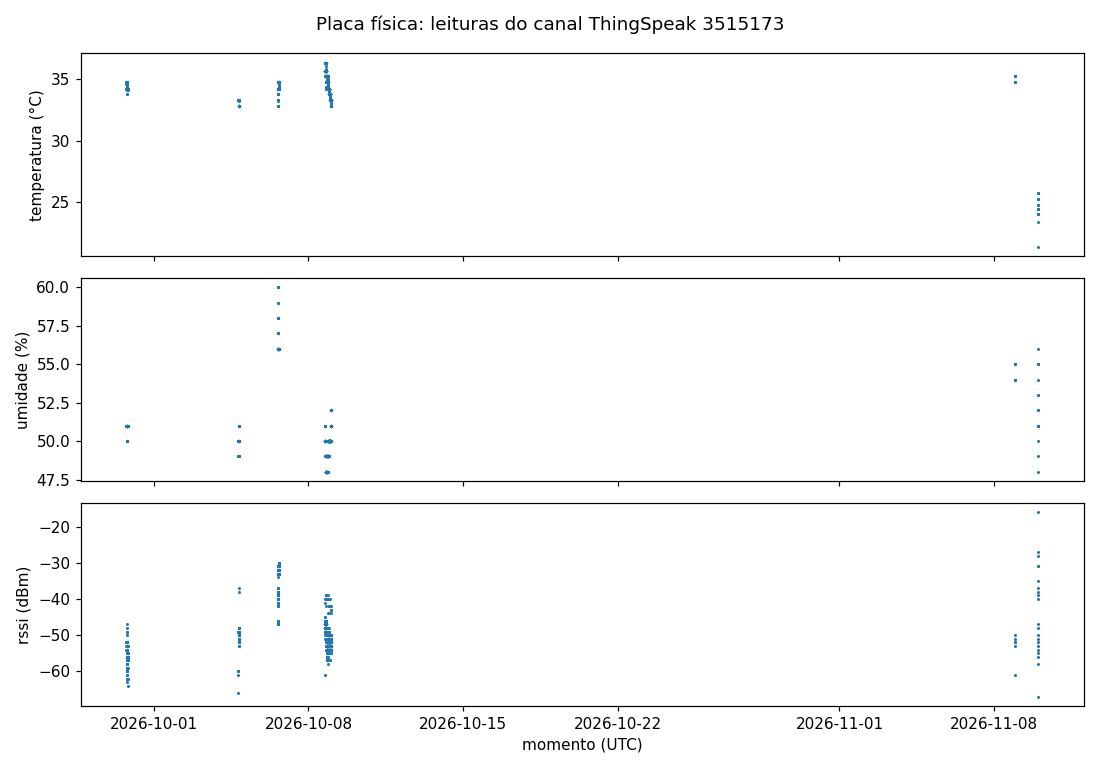 Placa física: leituras do canal ThingSpeak 3515173
temperatura (°C)
35
30
25
umidade (%)
60.0
57.5
55.0
52.5
50.0
47.5
rssi (dBm)
−20
−30
−40
−50
−60
2026-10-01 2026-10-08 2026-10-15 2026-10-22 2026-11-01 2026-11-08
momento (UTC)